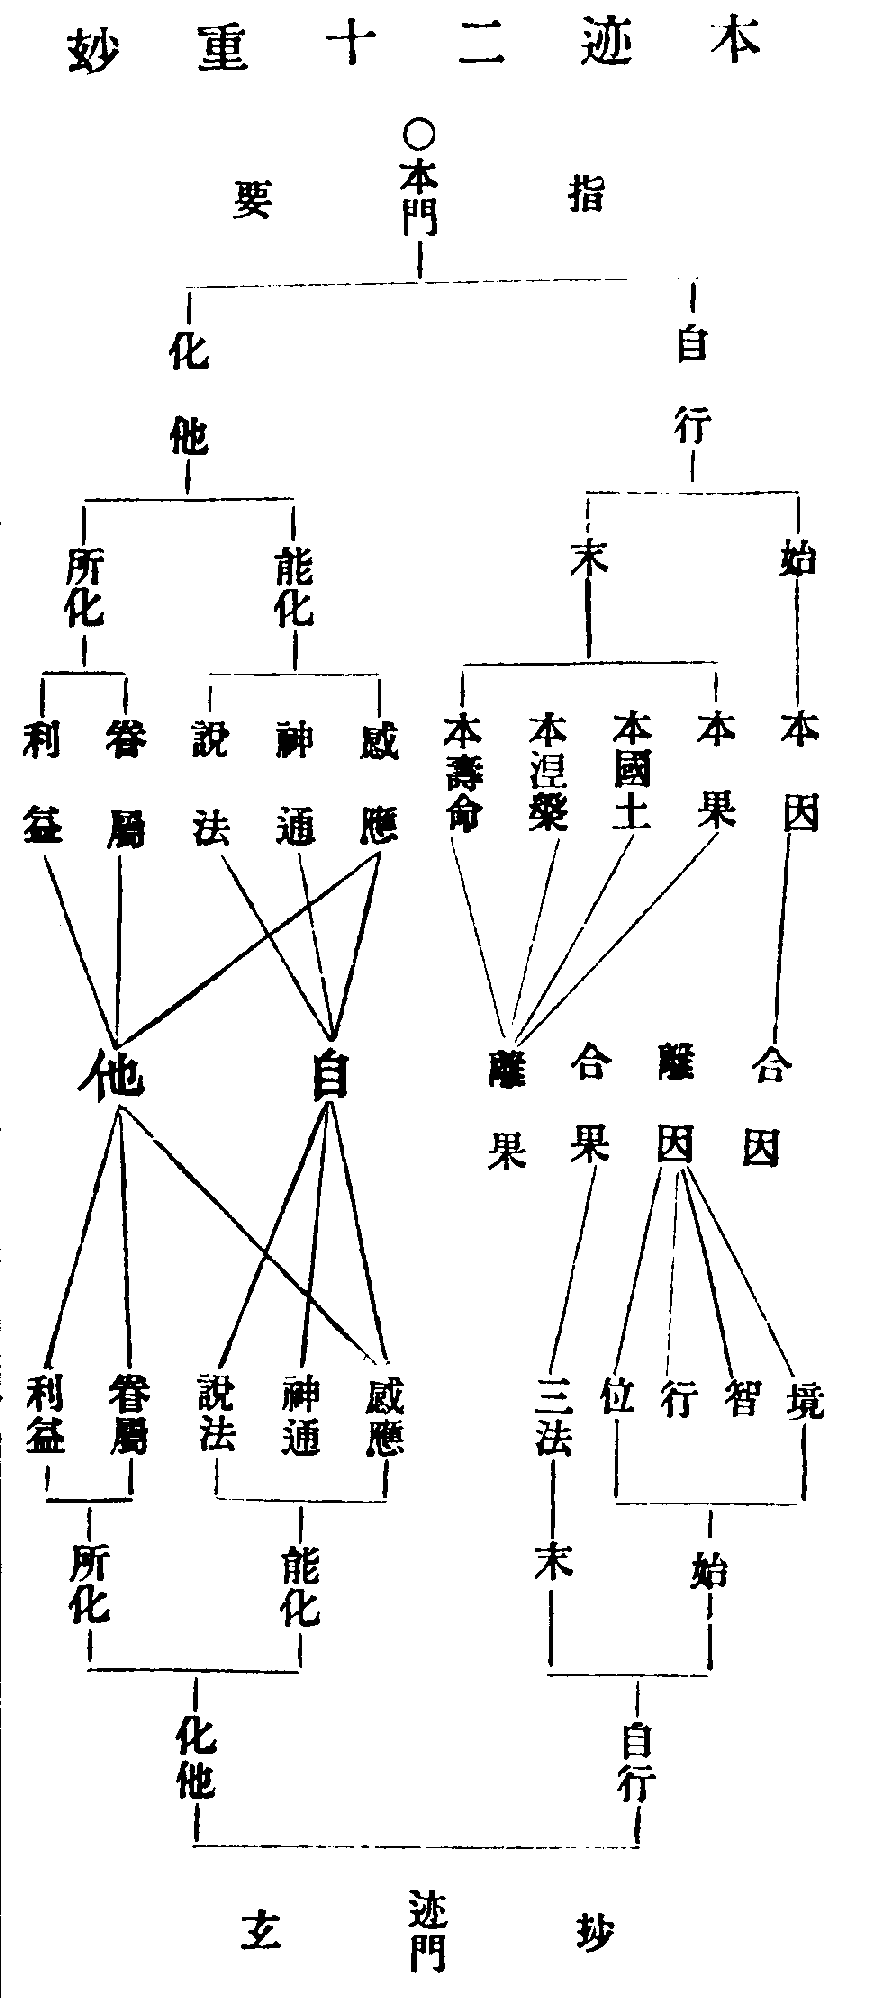 本迹二十重玅
指要
○本門
自行
化他
始
末
能化
所化
本因
本果
本國土
本涅槃
本壽命
感應
神通
說法
眷屬
利益
合因
離因
合果
離果
自
他
境
智
行
位
三法
感應
神通
說法
眷屬
利益
始
末
能化
所化
自行
化他
迹門
玄